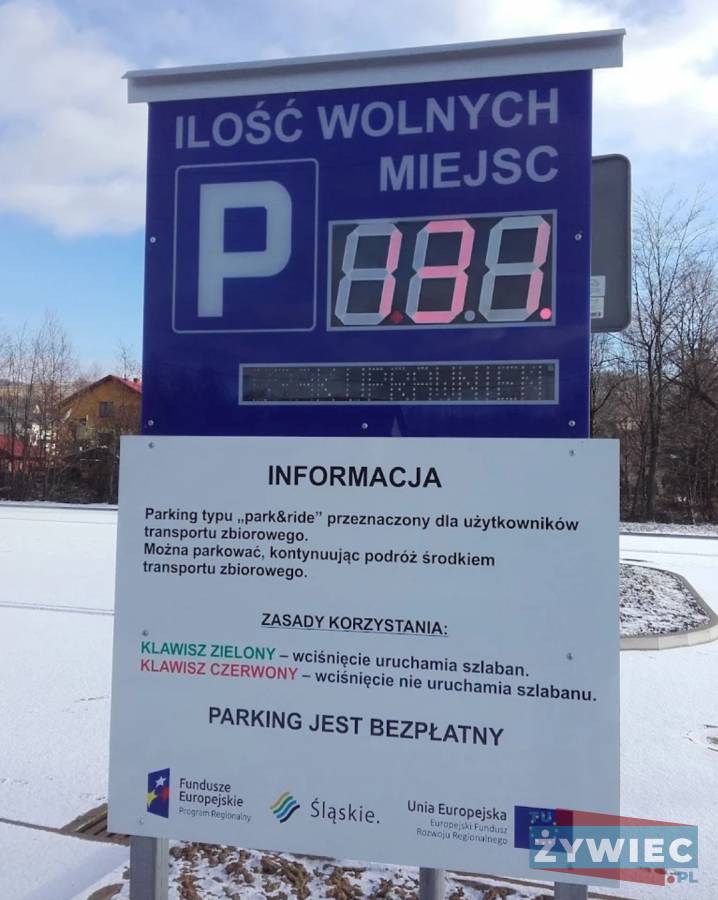 ILOŚĆ WOLNYCH
MIEJSC
P
131
INFORMACJA
Parking typu „park&ride” przeznaczony dla użytkowników
transportu zbiorowego.
Można parkować, kontynuując podróż środkiem
transportu zbiorowego.
ZASADY KORZYSTANIA:
KLAWISZ ZIELONY – wciśnięcie uruchamia szlaban.
KLAWISZ CZERWONY – wciśnięcie nie uruchamia szlabanu.
PARKING JEST BEZPŁATNY
Fundusze
Europejskie
Program Regionalny
Śląskie.
Unia Europejska
Europejski Fundusz
Rozwoju Regionalnego
ŻYWIEC
.PL